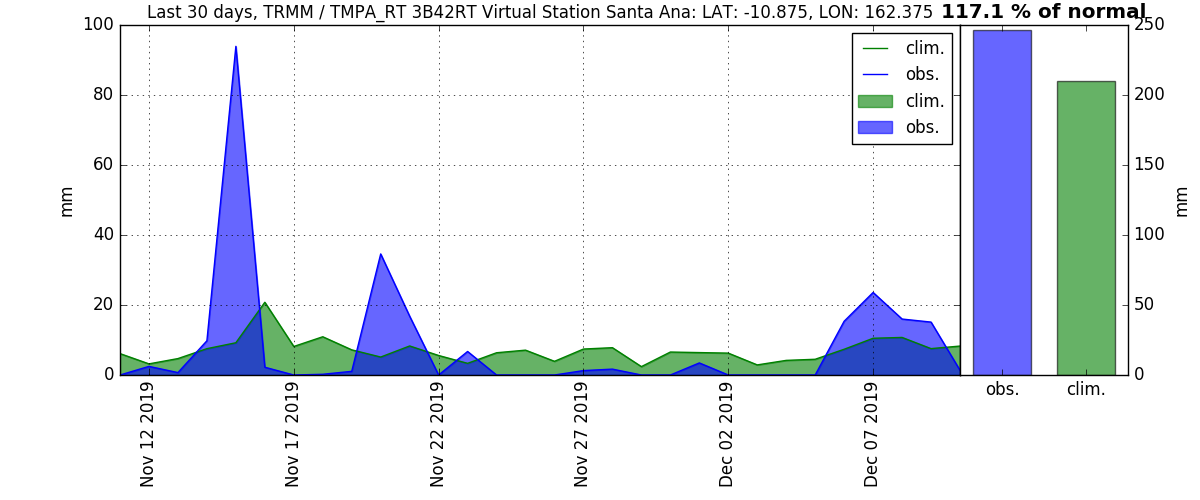 Last 30 days, TRMM / TMPA_RT 3B42RT Virtual Station Santa Ana: LAT: -10.875, LON: 162.375 117.1 % of normal
100
80
60
40
20
0
mm
clim.
obs.
clim.
obs.
250
200
150
100
50
0
mm
obs. clim.
Nov 12 2019
Nov 17 2019
Nov 22 2019
Nov 27 2019
Dec 02 2019
Dec 07 2019